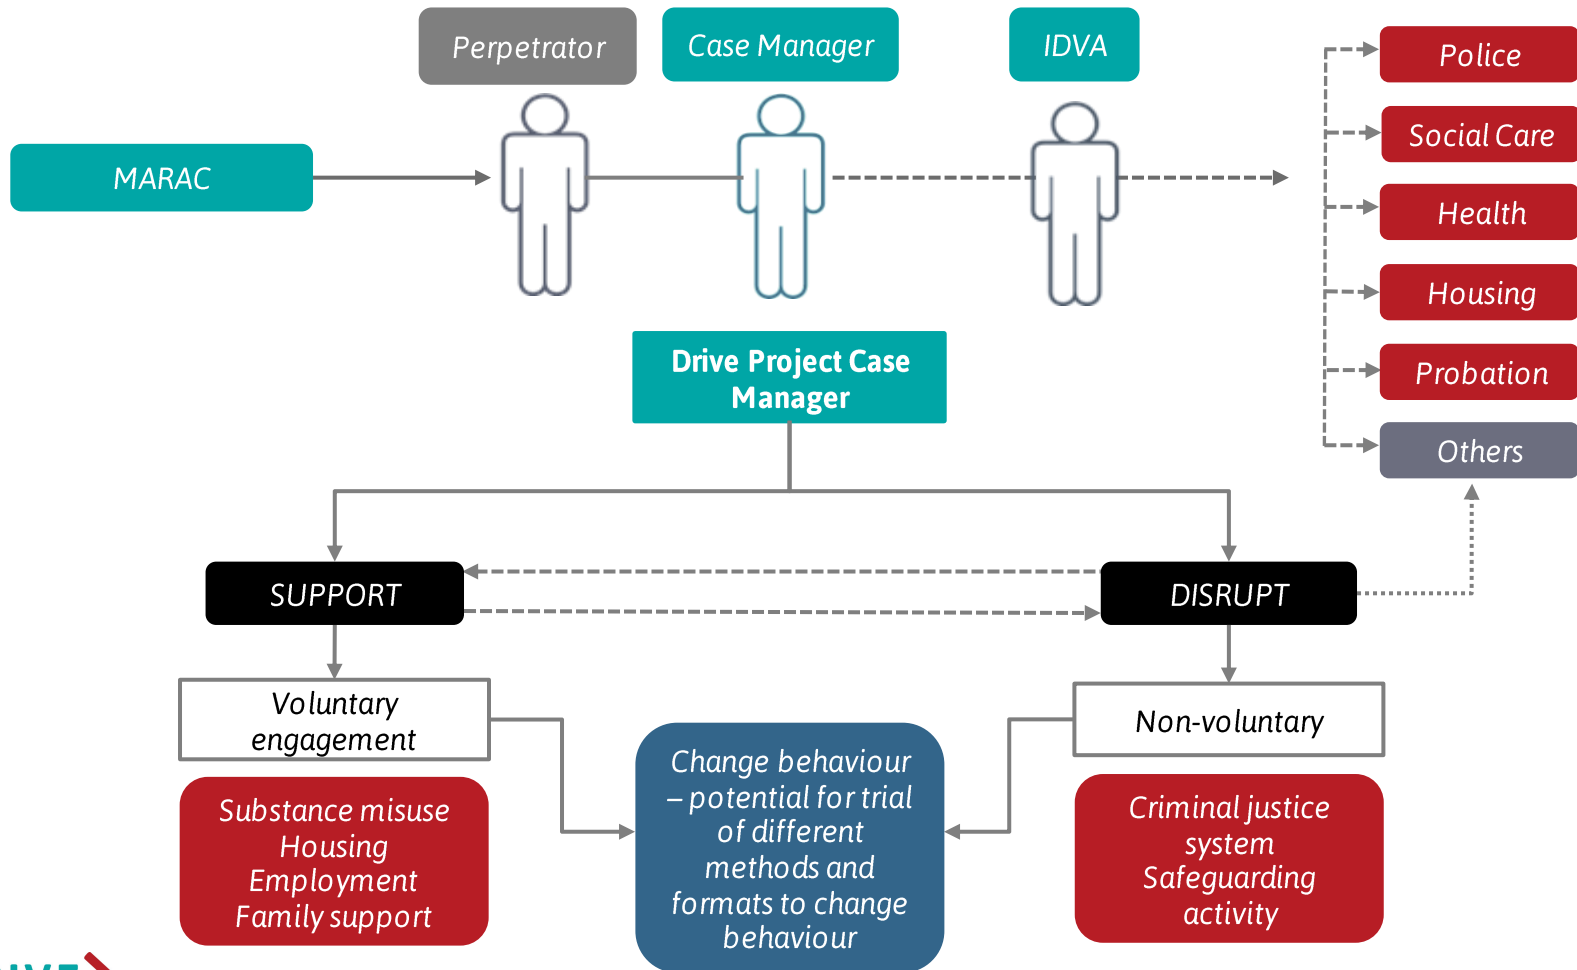 Perpetrator
Case Manager
IDVA
Police
Social Care
MARAC
Health
Housing
Probation
Others
Drive Project Case
Manager
SUPPORT
DISRUPT
Voluntary
engagement
Non-voluntary
Substance misuse
Housing
Employment
Family support
Change behaviour
– potential for trial
of different
methods and
formats to change
behaviour
Criminal justice
system
Safeguarding
activity